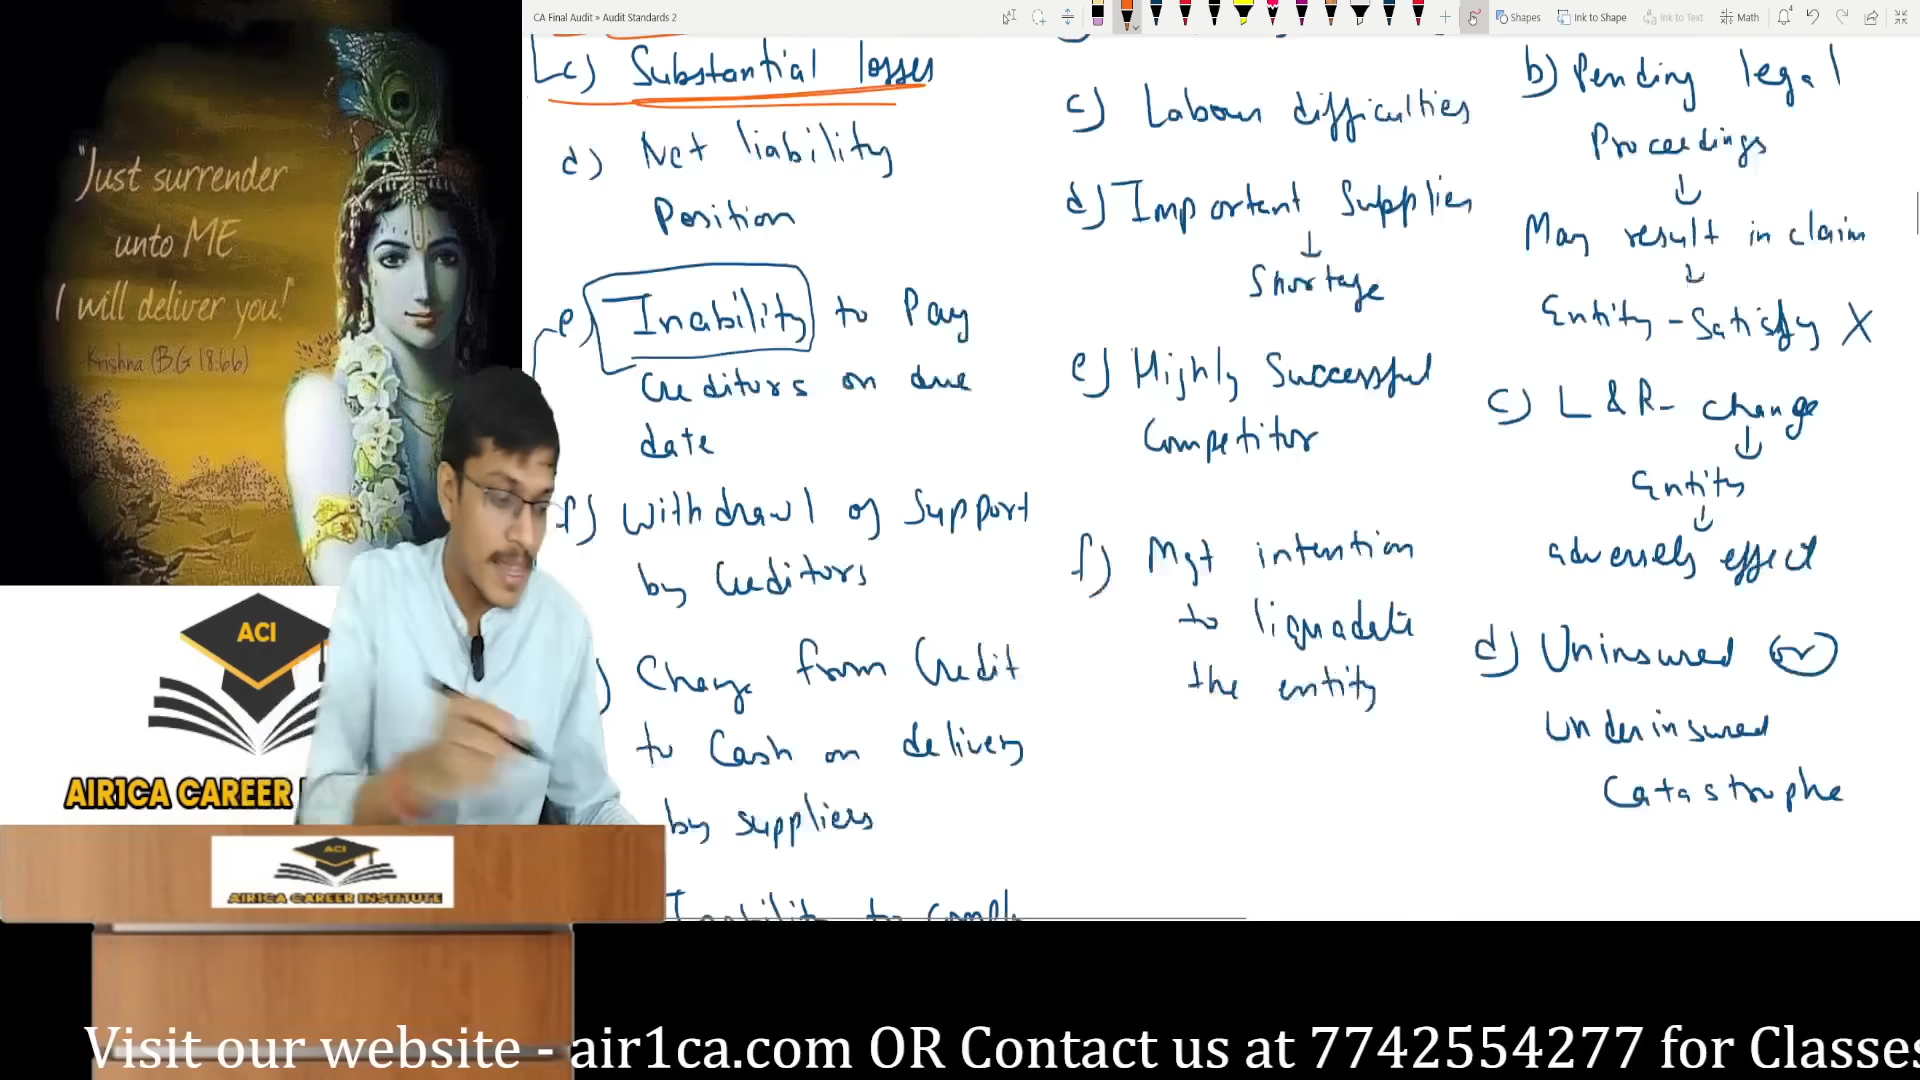 CA Final Audit » Audit Standards 2
Shapes
Ink to Shape
Ink to Text
Math
"Just surrender
unto ME
I will deliver you!"
-Krishna (B.G 18:66)
ACI
AIR1CA CAREER
ACI
AIR1CA CAREER INSTITUTE
c) Substantial losses
d) Net liability
Position
e) Inability to Pay
Creditors on due
date
f) Withdrawl of Support
by Creditors
) Change from Credit
to Cash on delivery
by suppliers
Inability to compl
c) Labour difficulties
d) Important Supplies
↓
Shortage
e) Highly Successful
Competitor
f) Mgt intention
to liquadate
the entity
b) Pending legal
Proceedings
↓
May result in claim
↓
Entity - Satisfy X
c) L & R - change
↓
Entity
↓
adversely effect
d) Uninsured or
Underinsured
Catastrophe
Visit our website - air1ca.com OR Contact us at 7742554277 for Classes